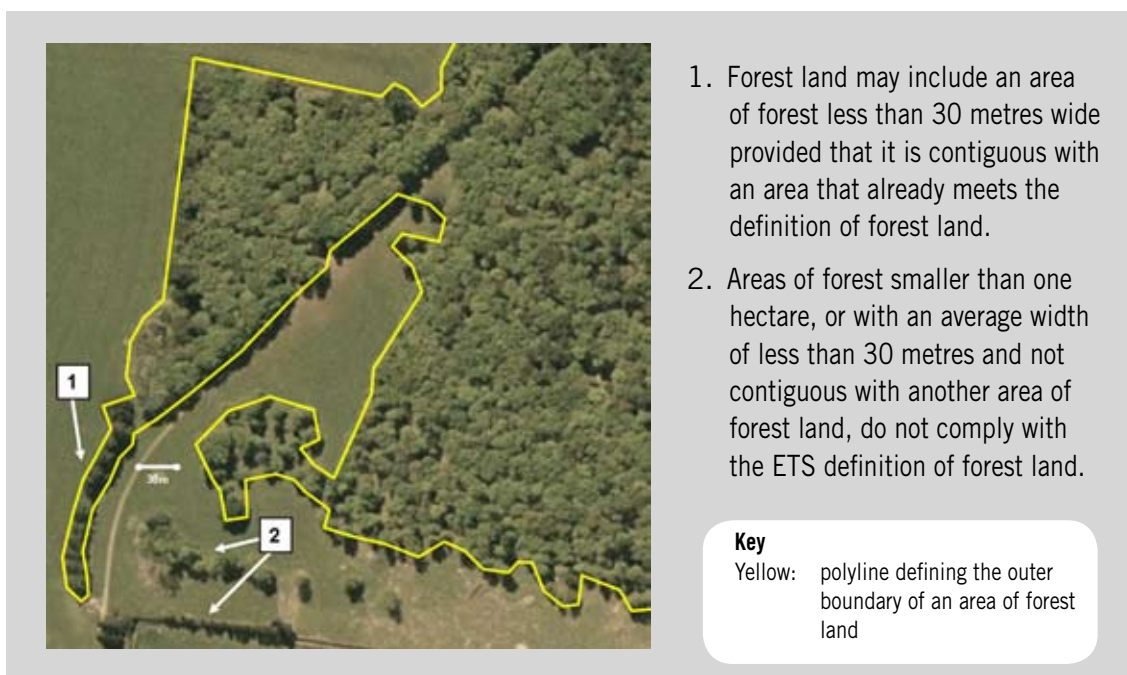 1
38m
2
1. Forest land may include an area
of forest less than 30 metres wide
provided that it is contiguous with
an area that already meets the
definition of forest land.
2. Areas of forest smaller than one
hectare, or with an average width
of less than 30 metres and not
contiguous with another area of
forest land, do not comply with
the ETS definition of forest land.
Key
Yellow: polyline defining the outer
boundary of an area of forest
land